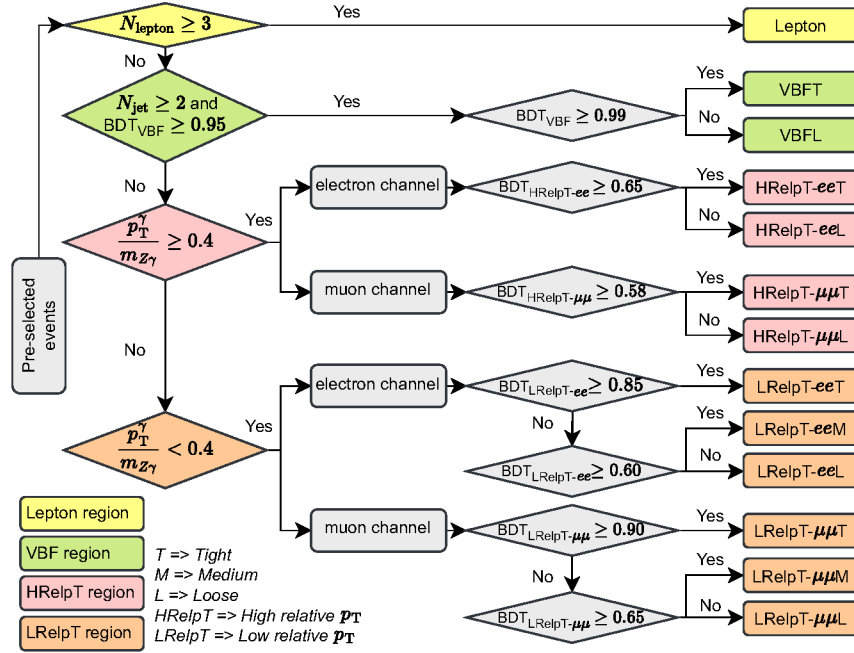 N_lepton ≥ 3
Yes
Lepton
No
N_jet ≥ 2 and
BDT_VBF ≥ 0.95
Yes
BDT_VBF ≥ 0.99
Yes
VBFT
No
VBFL
No
electron channel
BDT_HRelpT-ee ≥ 0.65
Yes
HRelpT-eeT
No
HRelpT-eeL
p_T^γ / m_Zγ ≥ 0.4
Yes
muon channel
BDT_HRelpT-μμ ≥ 0.58
Yes
HRelpT-μμT
No
HRelpT-μμL
Pre-selected
events
No
electron channel
BDT_LRelpT-ee ≥ 0.85
Yes
LRelpT-eeT
No
BDT_LRelpT-ee ≥ 0.60
Yes
LRelpT-eeM
No
LRelpT-eeL
p_T^γ / m_Zγ < 0.4
Yes
muon channel
BDT_LRelpT-μμ ≥ 0.90
Yes
LRelpT-μμT
No
BDT_LRelpT-μμ ≥ 0.65
Yes
LRelpT-μμM
No
LRelpT-μμL
Lepton region
VBF region
HRelpT region
LRelpT region
T => Tight
M => Medium
L => Loose
HRelpT => High relative p_T
LRelpT => Low relative p_T